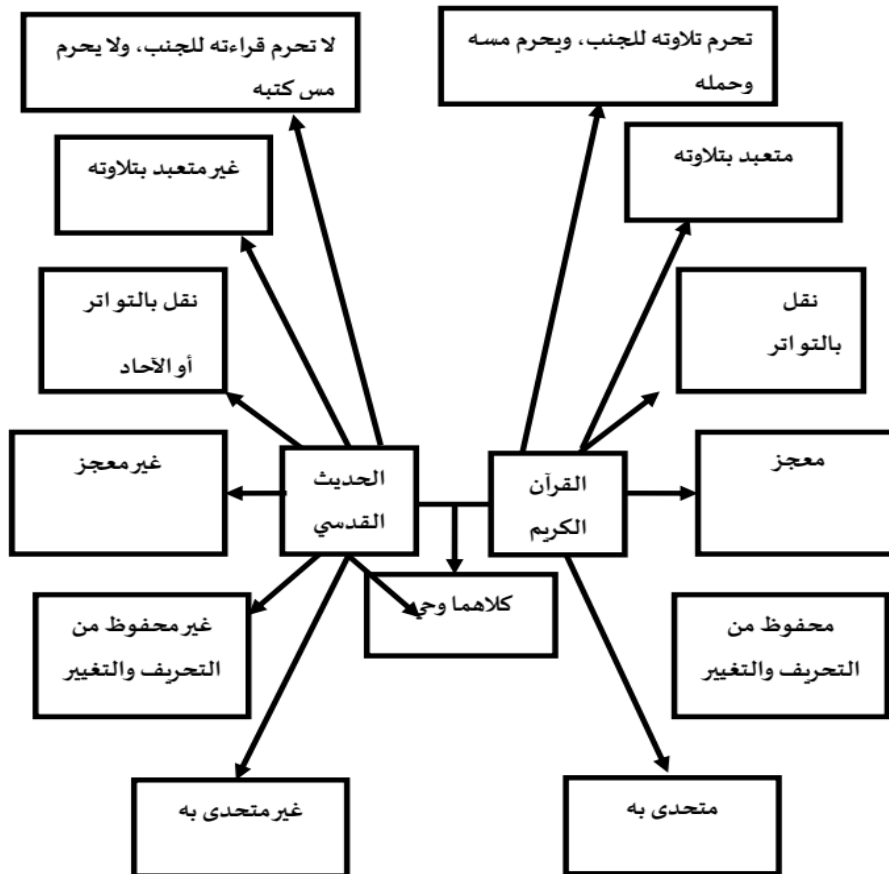 تحرم تلاوته للجنب، ويحرم مسه
وحمله
لا تحرم قراءته للجنب، ولا يحرم
مس كتبه
متعبد بتلاوته
غير متعبد بتلاوته
نقل
بالتواتر
نقل بالتواتر
أو الآحاد
معجز
غير معجز
القرآن
الكريم
الحديث
القدسي
كلاهما وحي
محفوظ من
التحريف والتغيير
غير محفوظ من
التحريف والتغيير
متحدى به
غير متحدى به